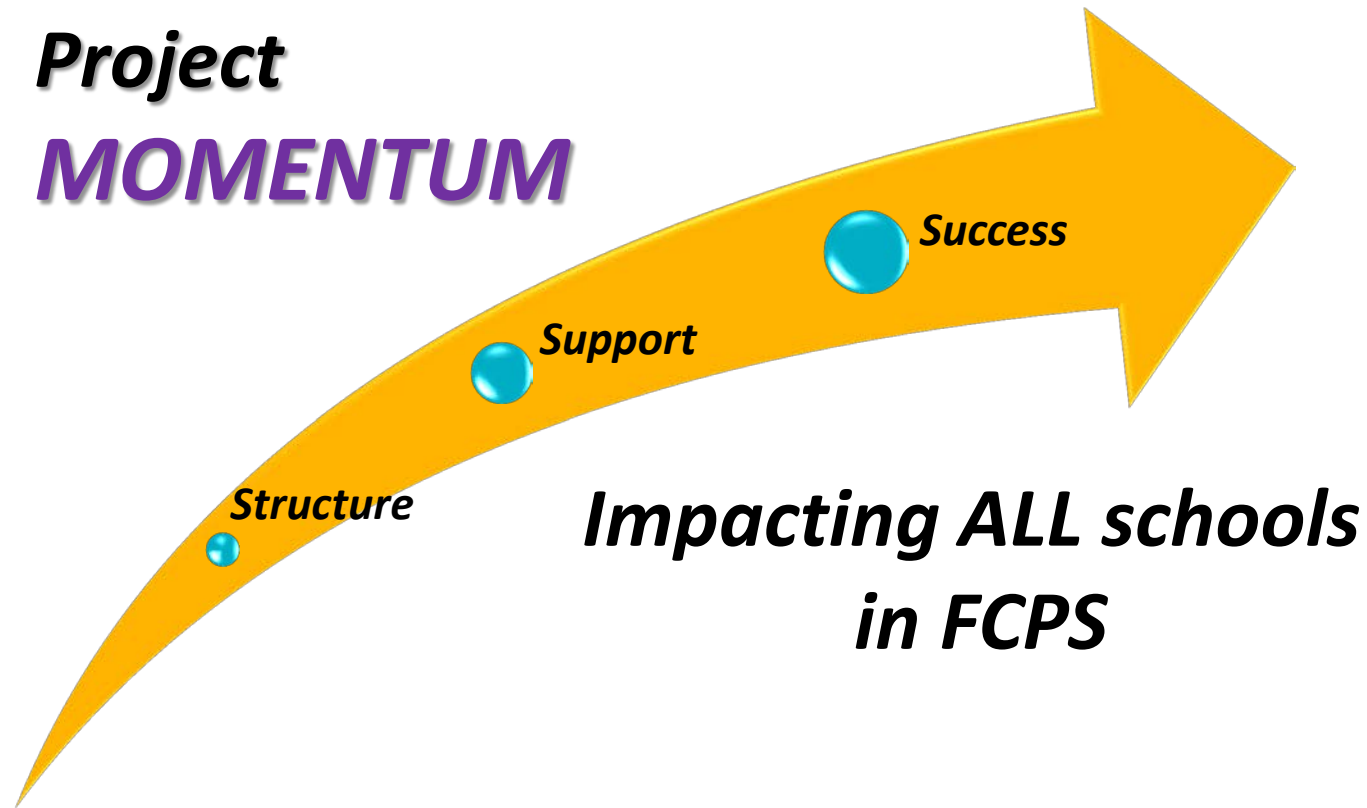 Project
MOMENTUM
Success
Support
Structure
Impacting ALL schools
in FCPS